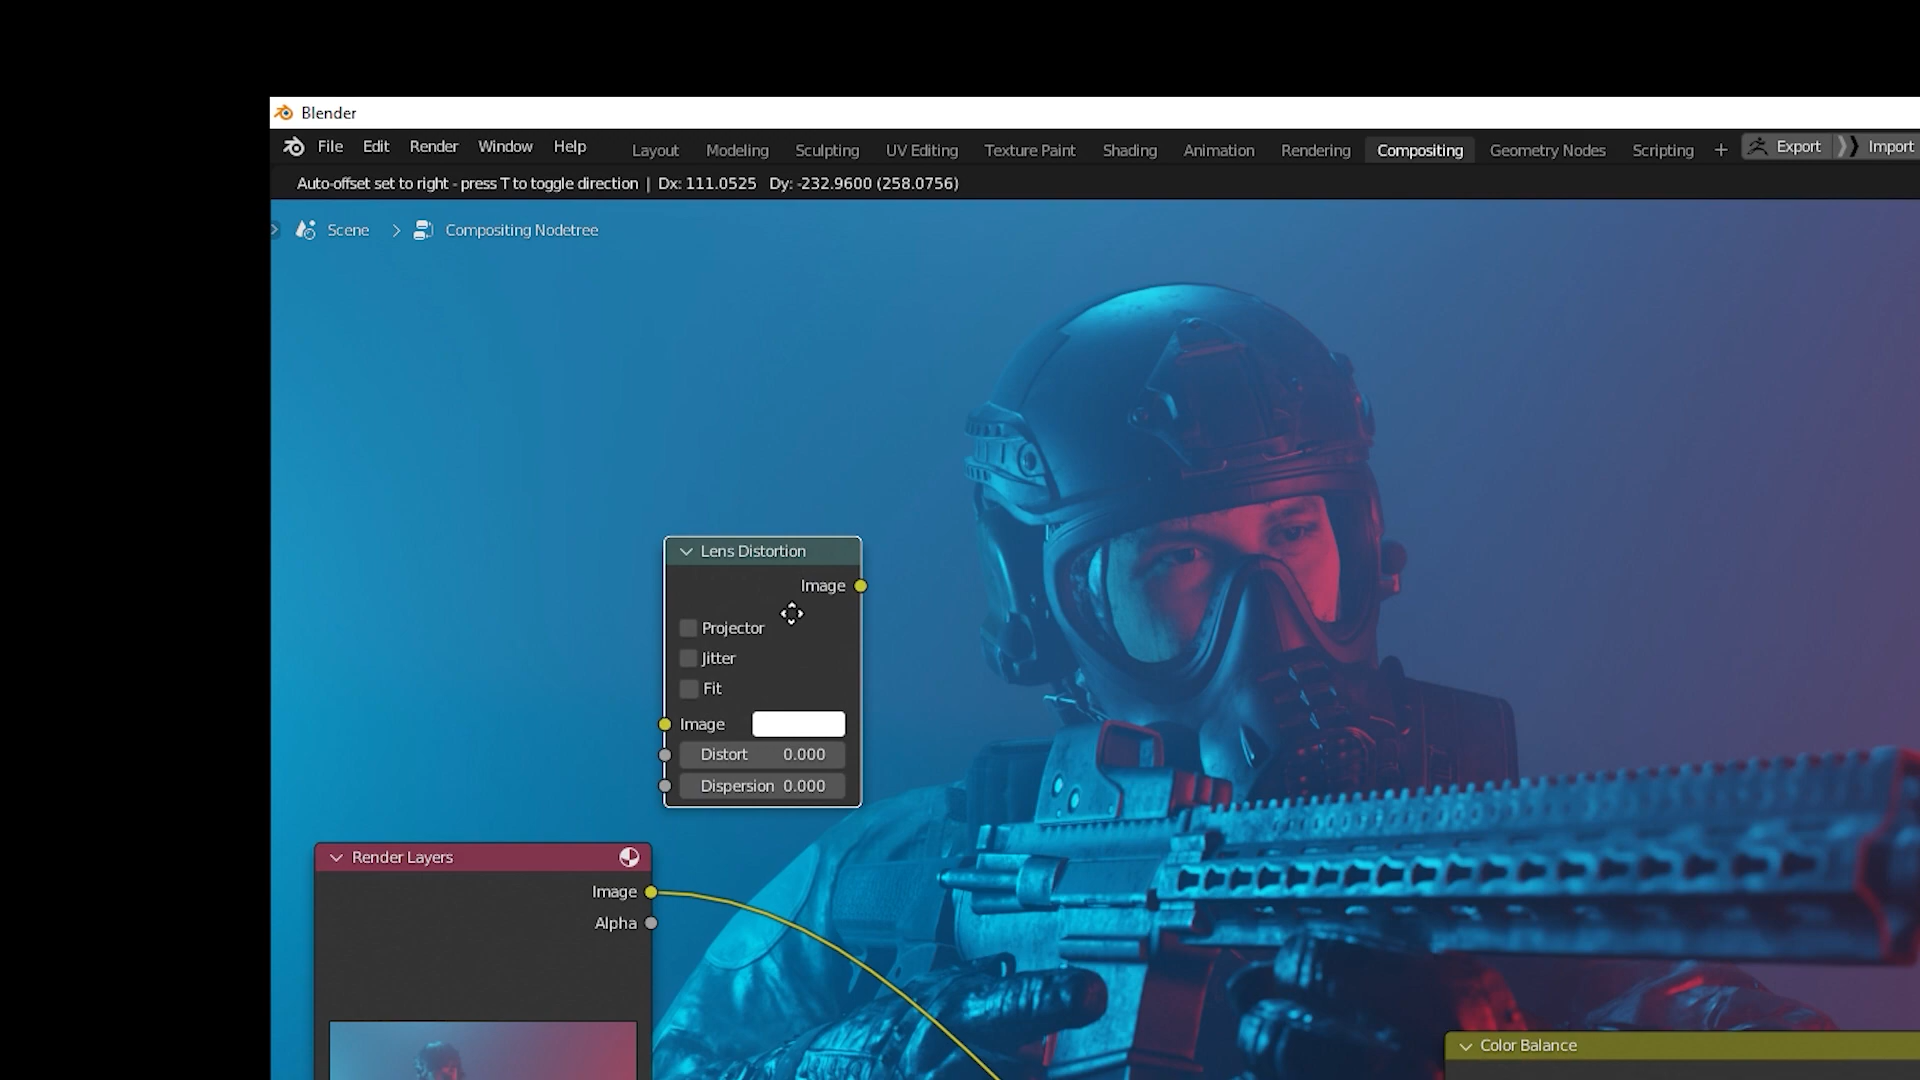 Blender
File Edit Render Window Help Layout Modeling Sculpting UV Editing Texture Paint Shading Animation Rendering Compositing Geometry Nodes Scripting + Export Import
Auto-offset set to right - press T to toggle direction | Dx: 111.0525 Dy: -232.9600 (258.0756)
Scene > Compositing Nodetree
Lens Distortion
Image
Projector
Jitter
Fit
Image
Distort 0.000
Dispersion 0.000
Render Layers
Image
Alpha
Color Balance